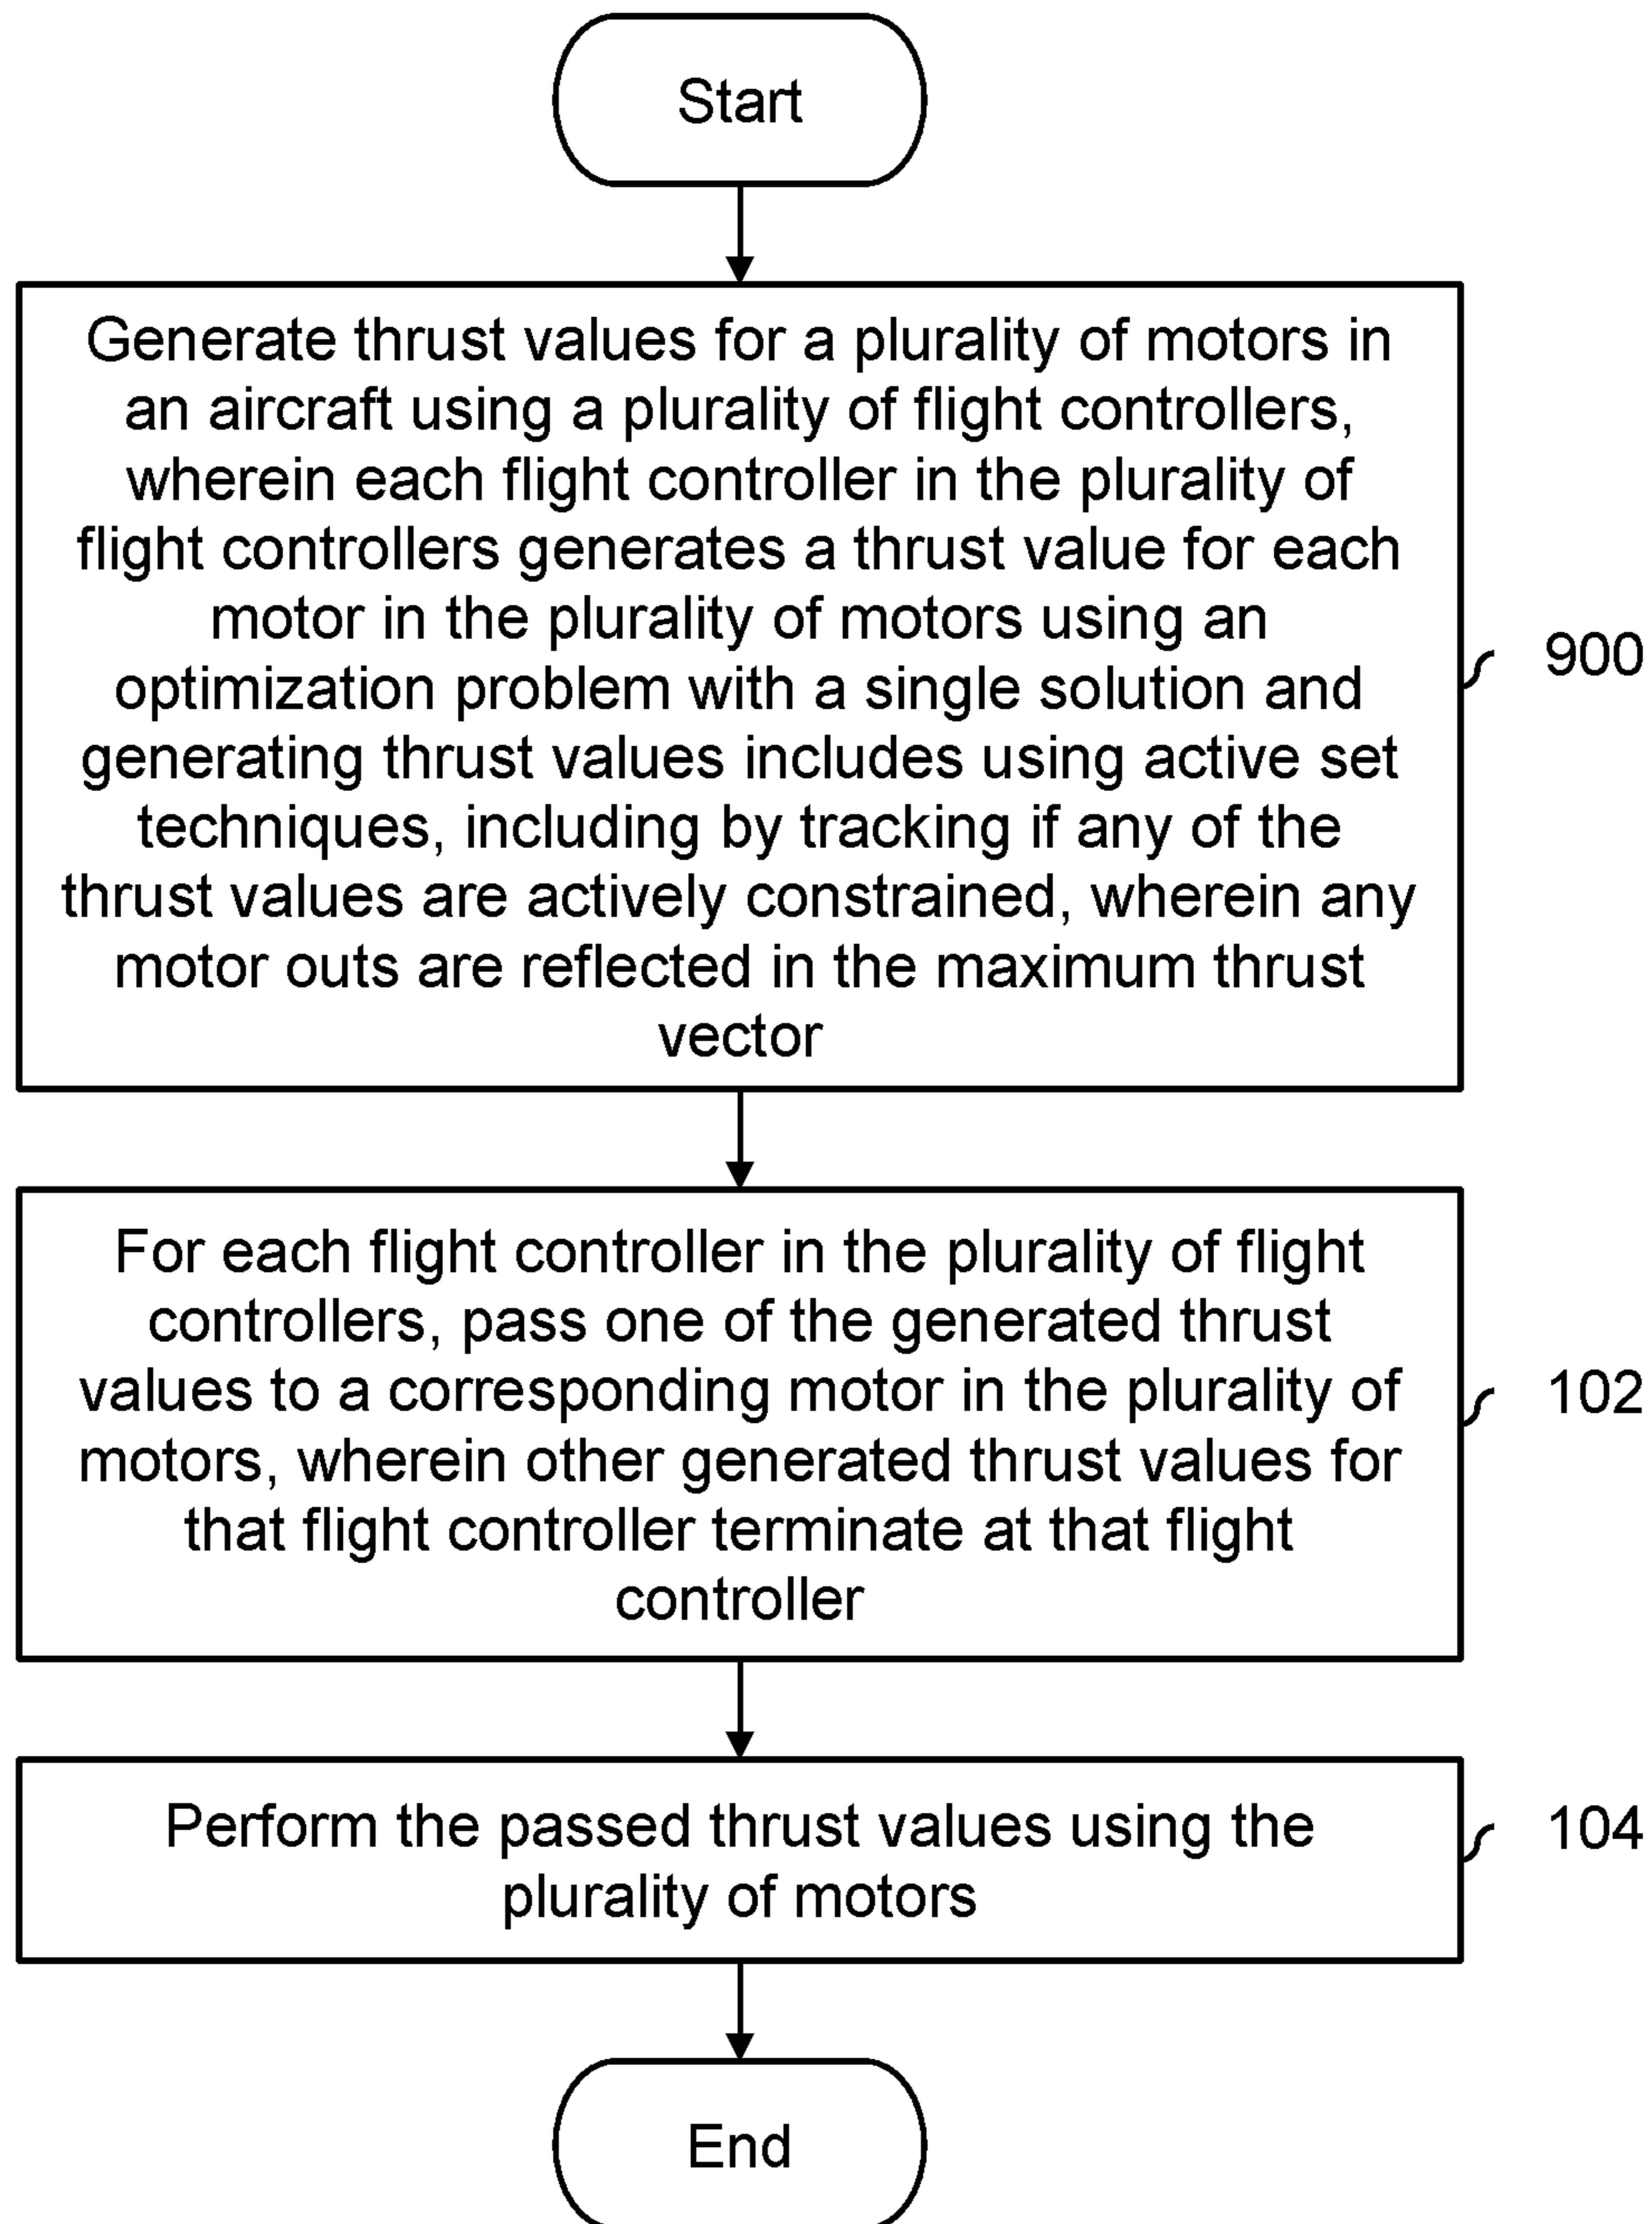 Start
Generate thrust values for a plurality of motors in
an aircraft using a plurality of flight controllers,
wherein each flight controller in the plurality of
flight controllers generates a thrust value for each
motor in the plurality of motors using an
optimization problem with a single solution and
generating thrust values includes using active set
techniques, including by tracking if any of the
thrust values are actively constrained, wherein any
motor outs are reflected in the maximum thrust
vector
900
For each flight controller in the plurality of flight
controllers, pass one of the generated thrust
values to a corresponding motor in the plurality of
motors, wherein other generated thrust values for
that flight controller terminate at that flight
controller
102
Perform the passed thrust values using the
plurality of motors
104
End